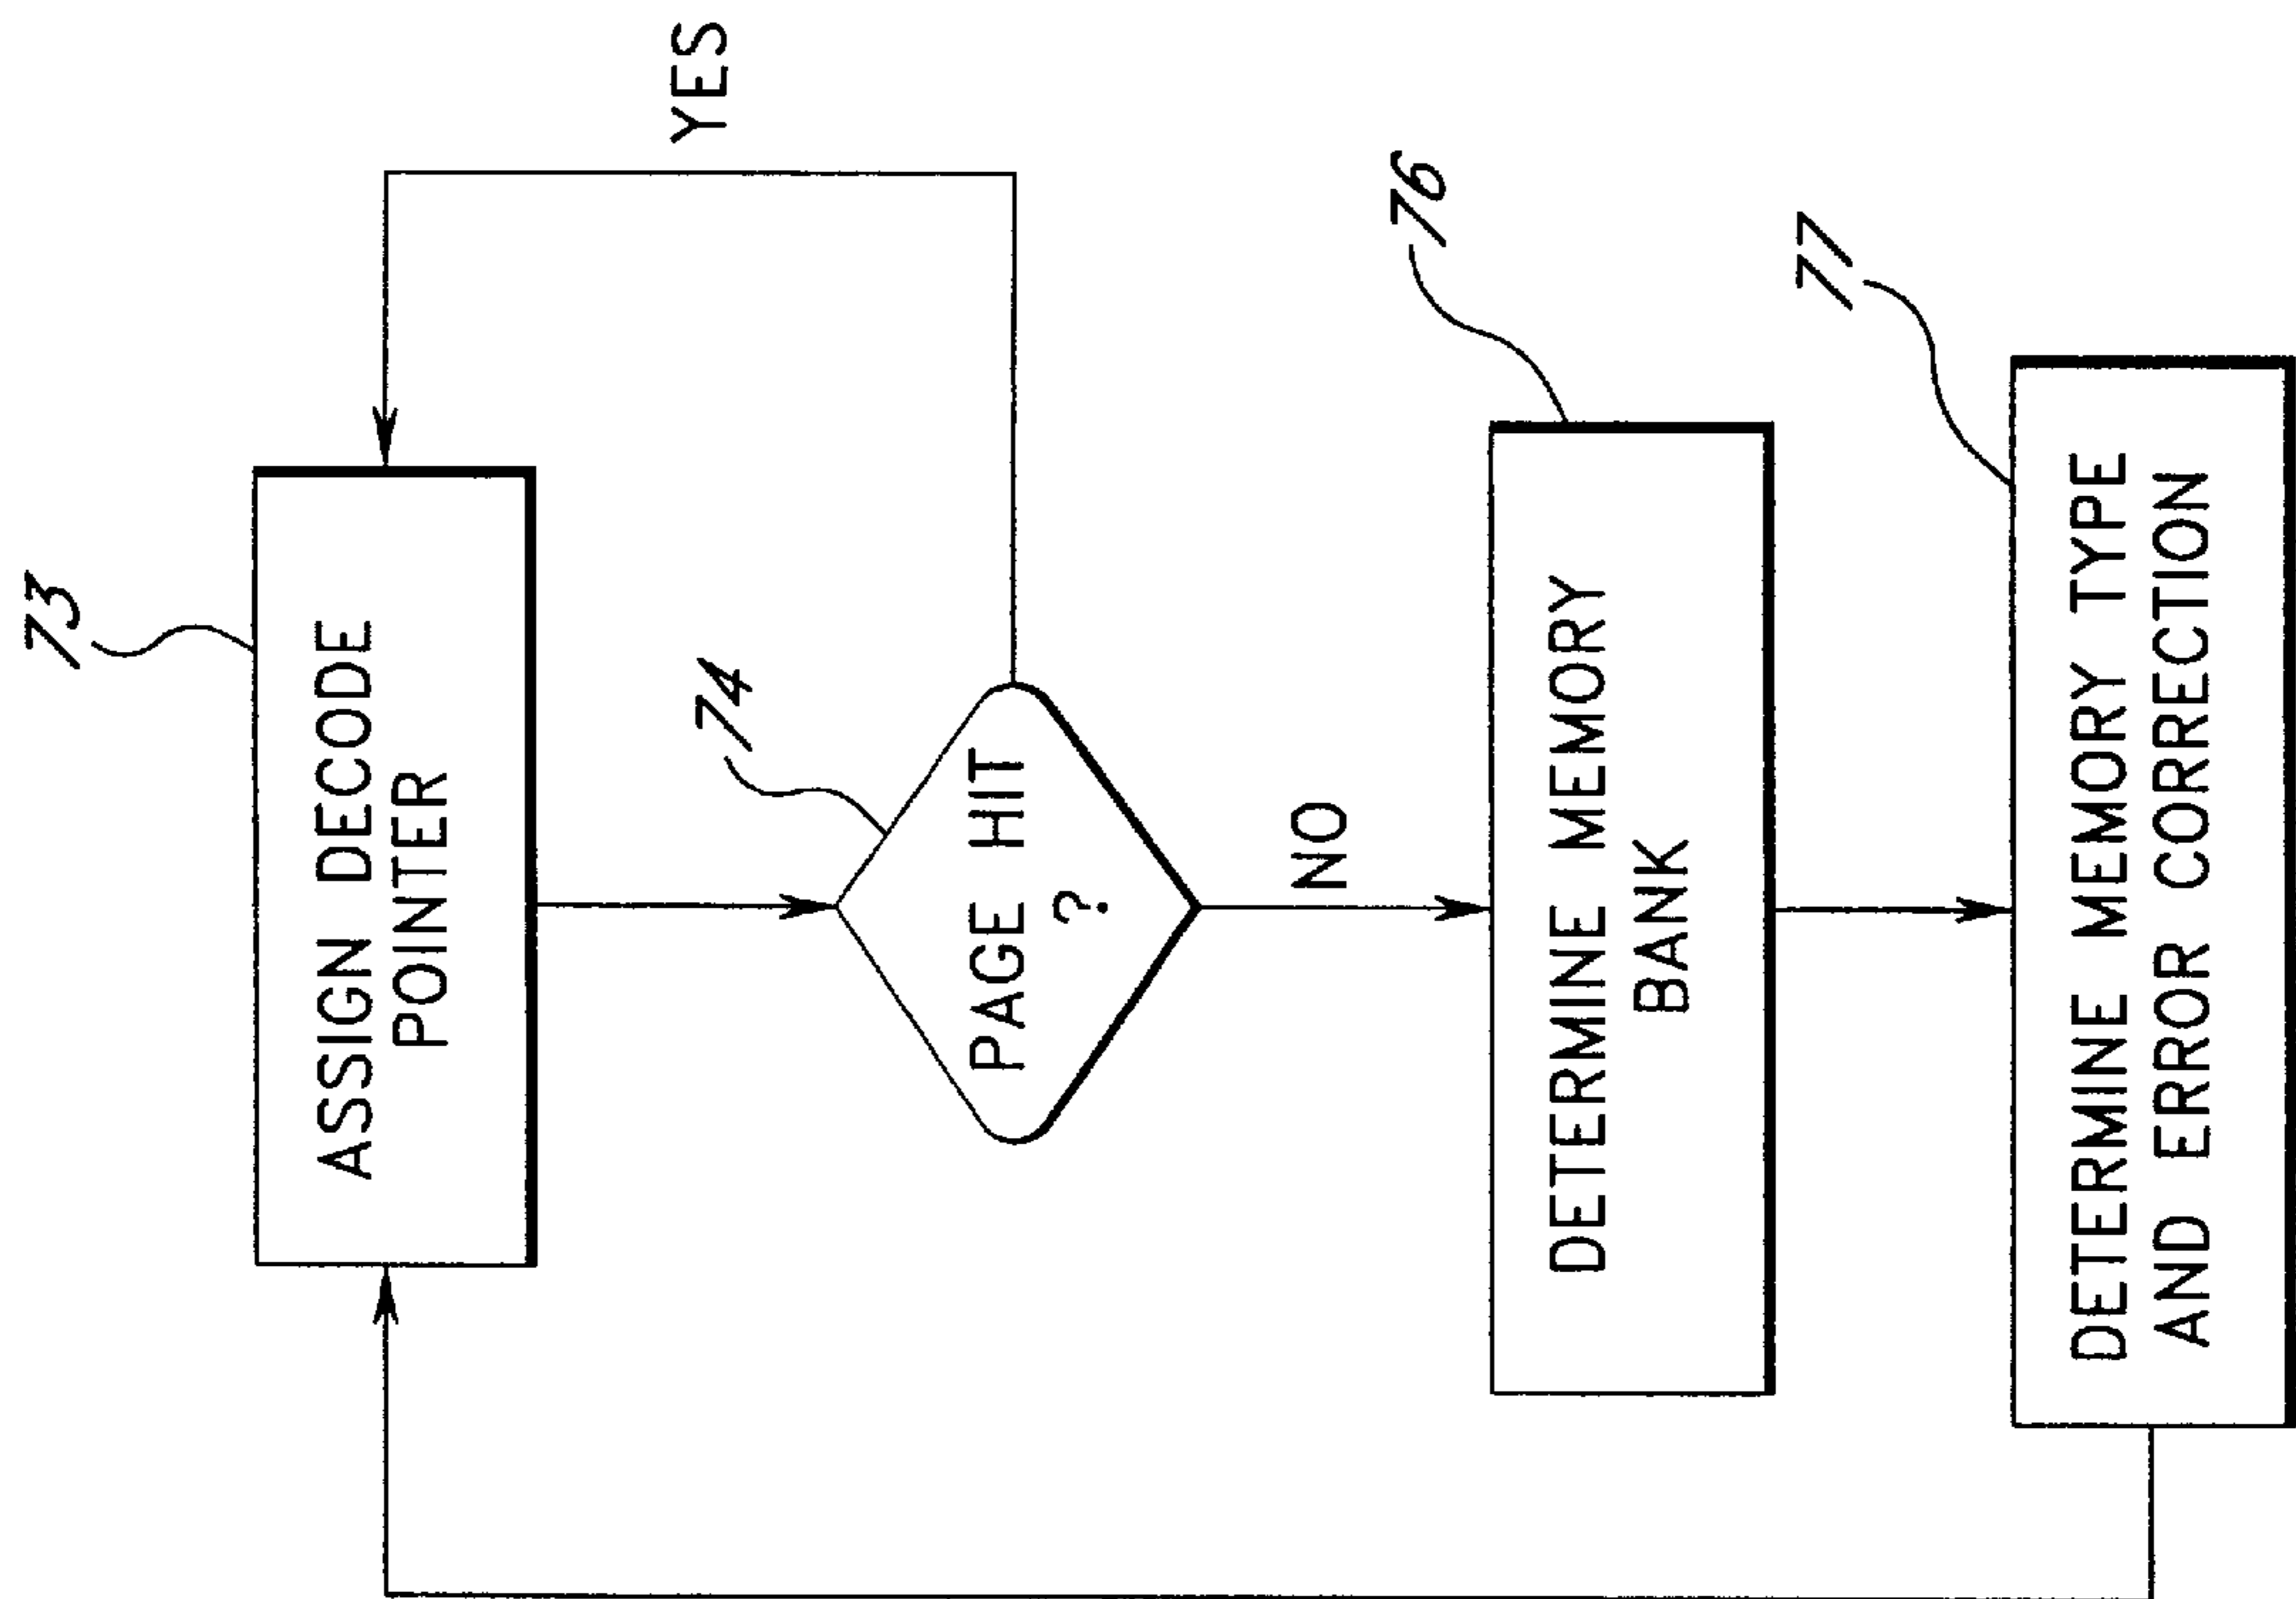 73
ASSIGN DECODE
POINTER
YES
74
PAGE HIT
?
NO
76
DETERMINE MEMORY
BANK
77
DETERMINE MEMORY TYPE
AND ERROR CORRECTION